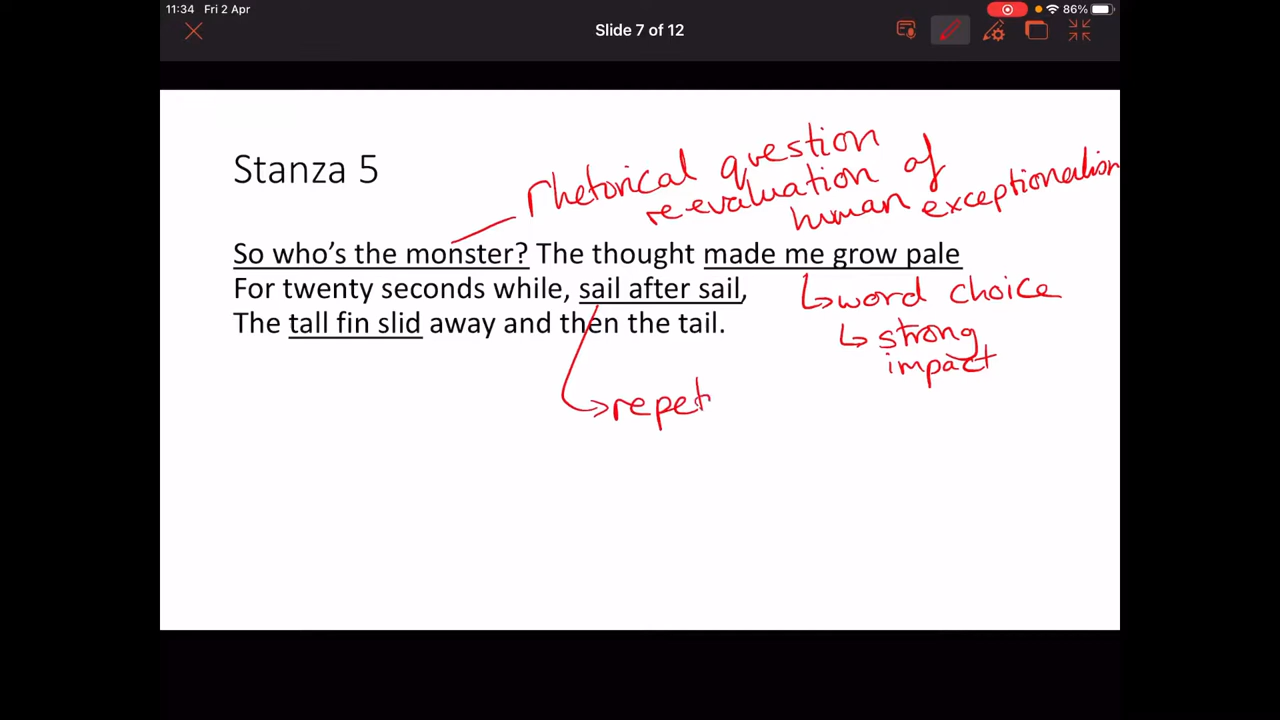 11:34 Fri 2 Apr
86%
Slide 7 of 12
Stanza 5
rhetorical question
re-evaluation of
human exceptionalism
So who's the monster? The thought made me grow pale
For twenty seconds while, sail after sail,
The tall fin slid away and then the tail.
word choice
strong
impact
repet